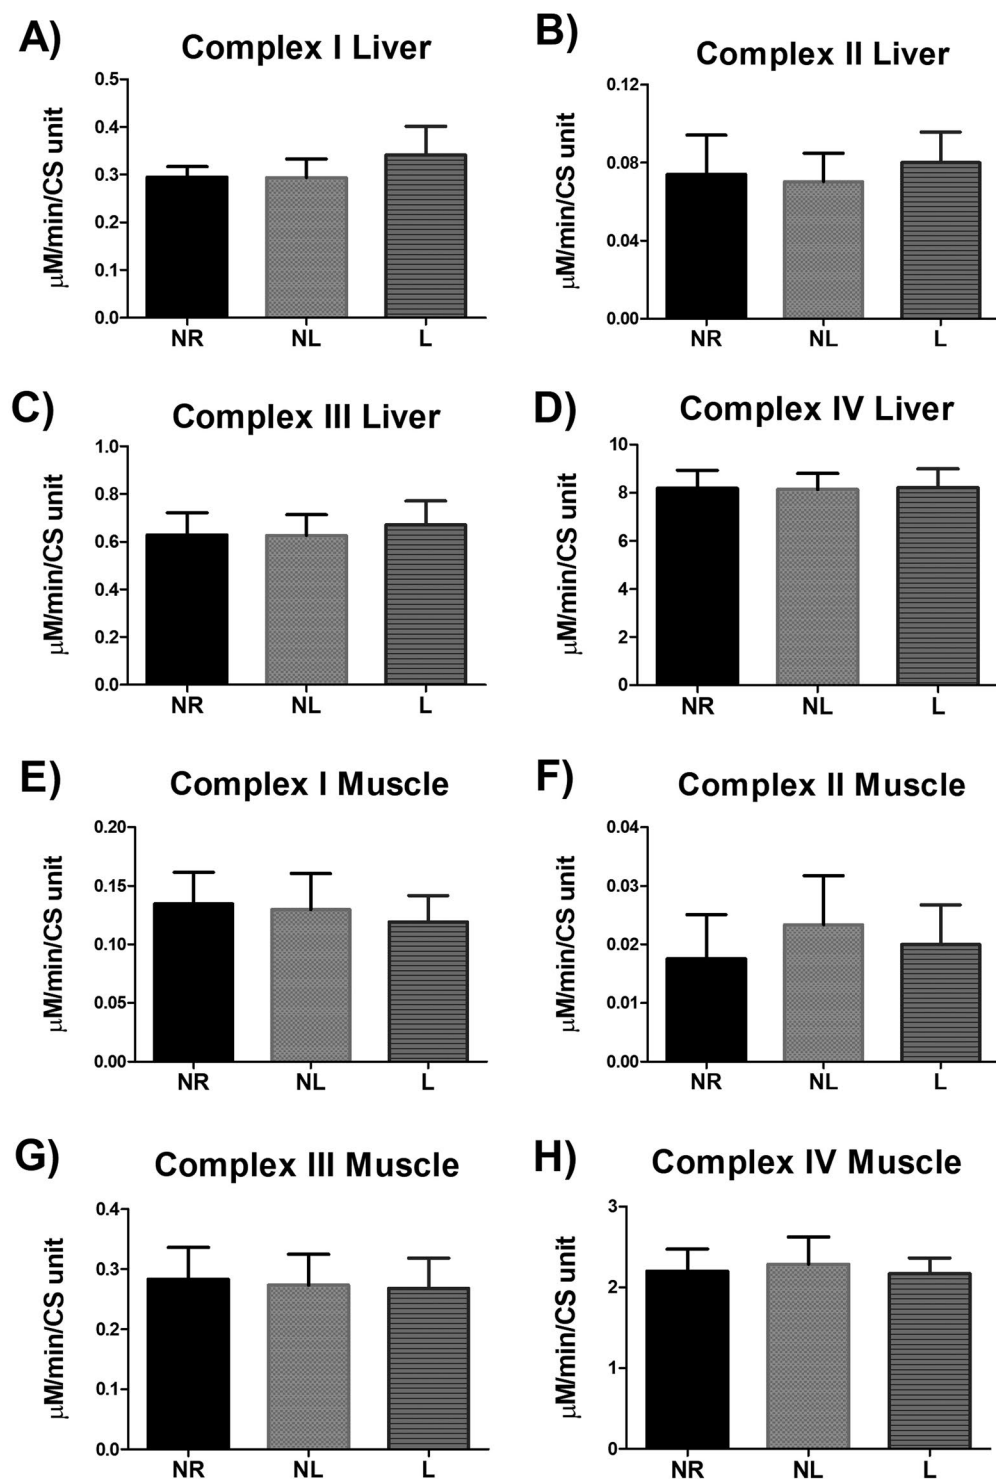 A) Complex I Liver
μM/min/CS unit
0.5
0.4
0.3
0.2
0.1
0.0
NR NL L
B) Complex II Liver
μM/min/CS unit
0.12
0.08
0.04
0.00
NR NL L
C) Complex III Liver
μM/min/CS unit
1.0
0.8
0.6
0.4
0.2
0.0
NR NL L
D) Complex IV Liver
μM/min/CS unit
10
8
6
4
2
0
NR NL L
E) Complex I Muscle
μM/min/CS unit
0.20
0.15
0.10
0.05
0.00
NR NL L
F) Complex II Muscle
μM/min/CS unit
0.04
0.03
0.02
0.01
0.00
NR NL L
G) Complex III Muscle
μM/min/CS unit
0.4
0.3
0.2
0.1
0.0
NR NL L
H) Complex IV Muscle
μM/min/CS unit
3
2
1
0
NR NL L